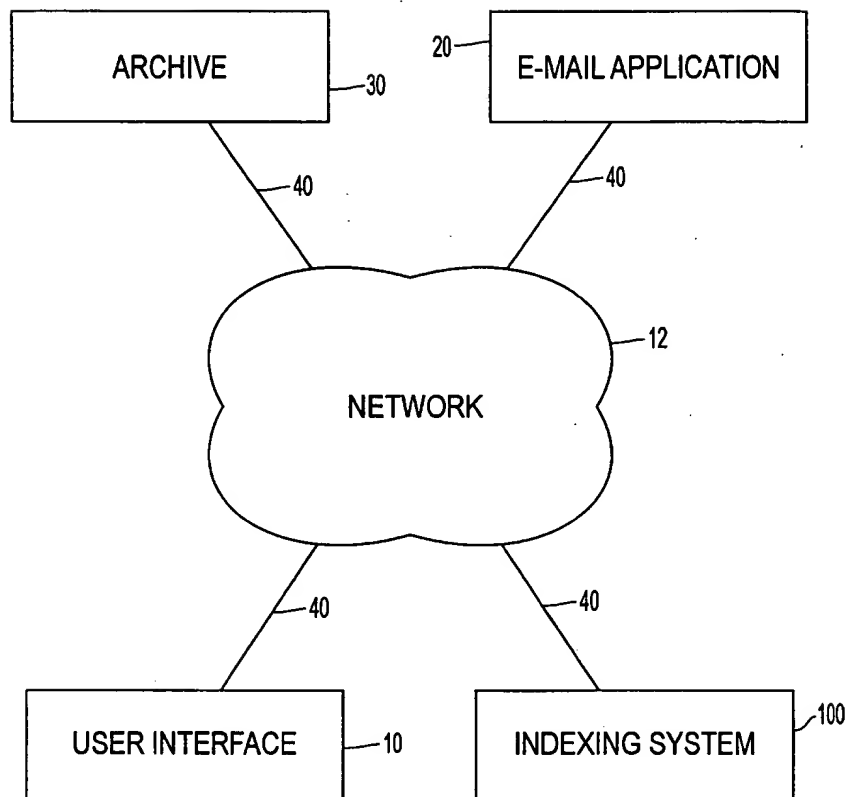 ARCHIVE
30
20
E-MAIL APPLICATION
40
40
12
NETWORK
40
40
USER INTERFACE
10
INDEXING SYSTEM
100